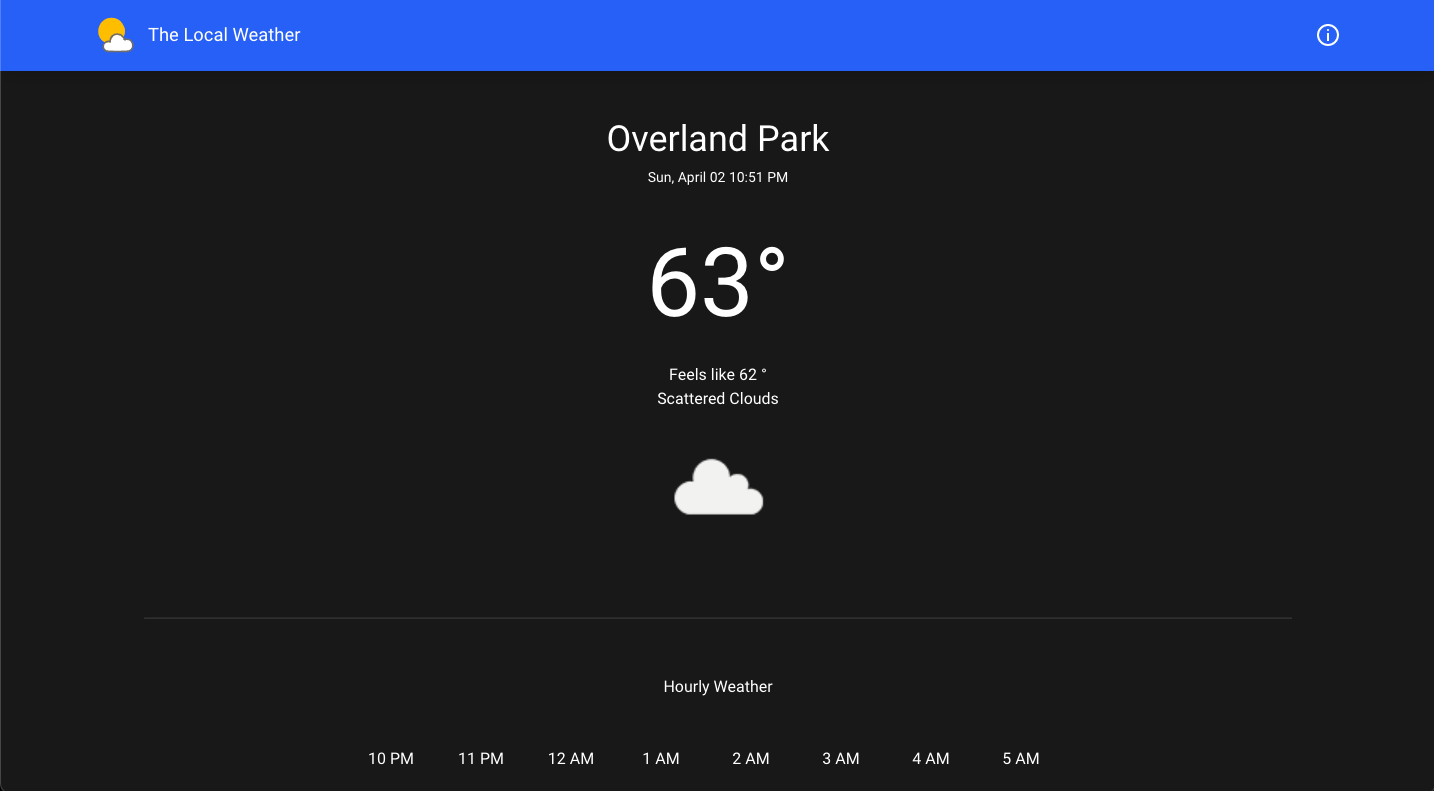 The Local Weather
Overland Park
Sun, April 02 10:51 PM
63°
Feels like 62 °
Scattered Clouds
Hourly Weather
10 PM 11 PM 12 AM 1 AM 2 AM 3 AM 4 AM 5 AM